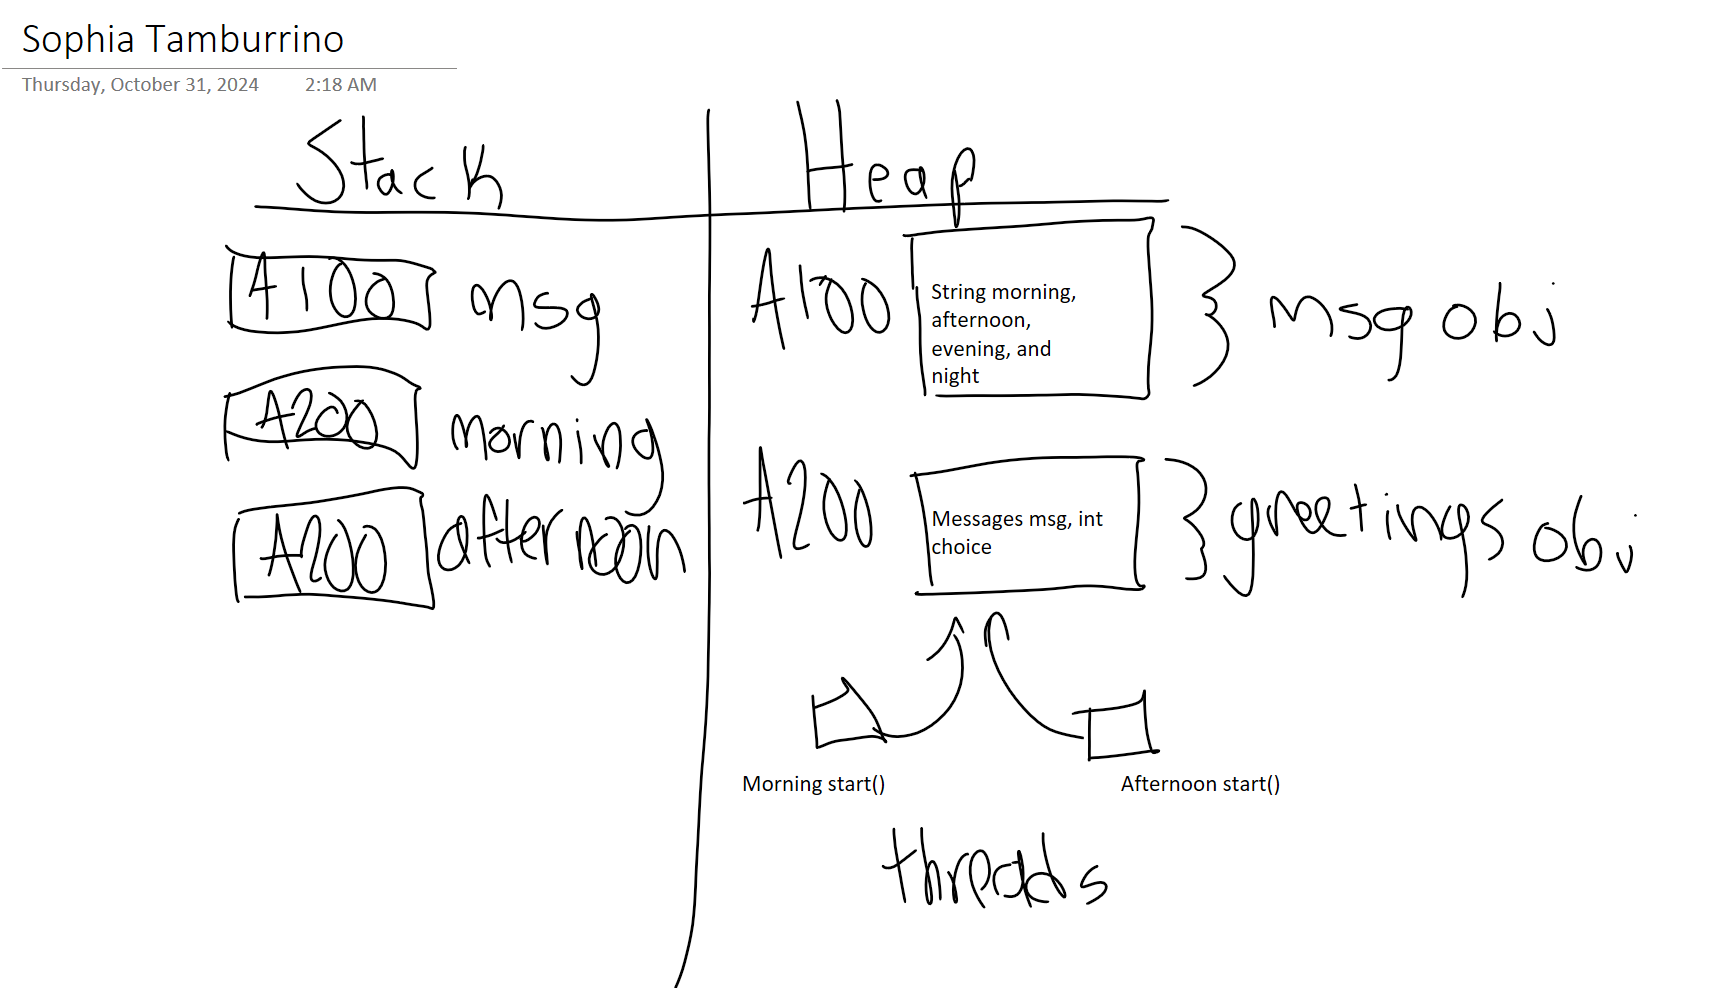 Sophia Tamburrino
Thursday, October 31, 2024 2:18 AM
Stack
Heap
A100 msg
A200 morning
A200 afternoon
A100
String morning,
afternoon,
evening, and
night
msg obj
A200
Messages msg, int
choice
greetings obj
Morning start()
Afternoon start()
threads